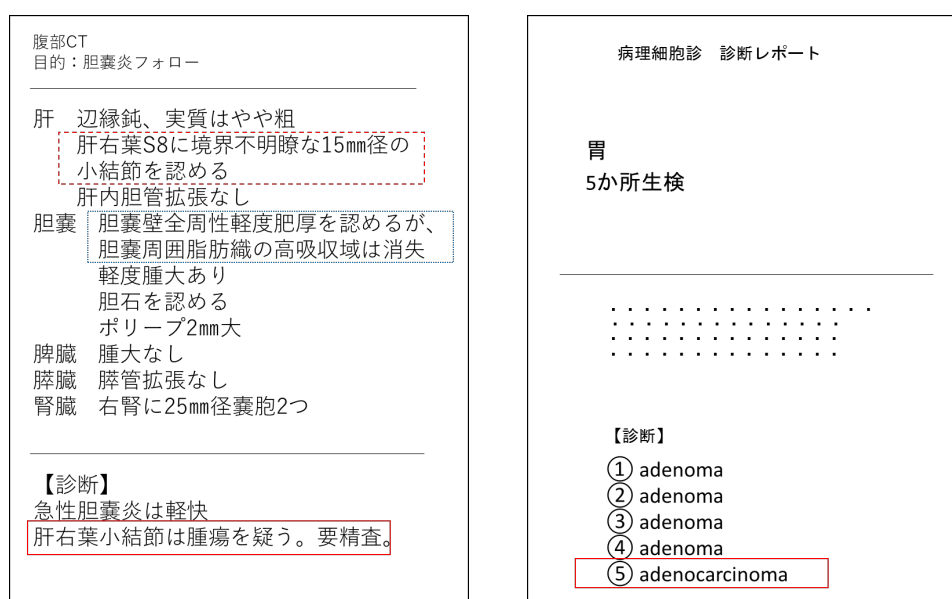 腹部CT
目的：胆嚢炎フォロー
肝　辺縁鈍、実質はやや粗
肝右葉S8に境界不明瞭な15㎜径の
小結節を認める
肝内胆管拡張なし
胆嚢　胆嚢壁全周性軽度肥厚を認めるが、
胆嚢周囲脂肪織の高吸収域は消失
軽度腫大あり
胆石を認める
ポリープ2㎜大
脾臓　腫大なし
膵臓　膵管拡張なし
腎臓　右腎に25㎜径嚢胞2つ
【診断】
急性胆嚢炎は軽快
肝右葉小結節は腫瘍を疑う。要精査。
病理細胞診　診断レポート
胃
5か所生検
・・・・・・・・・・・・・・・・
・・・・・・・・・・・・・・
・・・・・・・・・・・・・・
・・・・・・・・・・・・・・
【診断】
① adenoma
② adenoma
③ adenoma
④ adenoma
⑤ adenocarcinoma